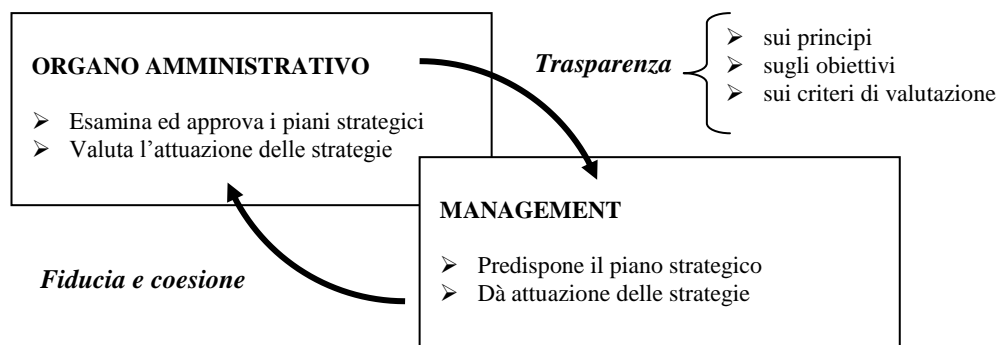 ORGANO AMMINISTRATIVO
➢ Esamina ed approva i piani strategici
➢ Valuta l’attuazione delle strategie
Trasparenza
➢ sui principi
➢ sugli obiettivi
➢ sui criteri di valutazione
MANAGEMENT
➢ Predispone il piano strategico
➢ Dà attuazione delle strategie
Fiducia e coesione